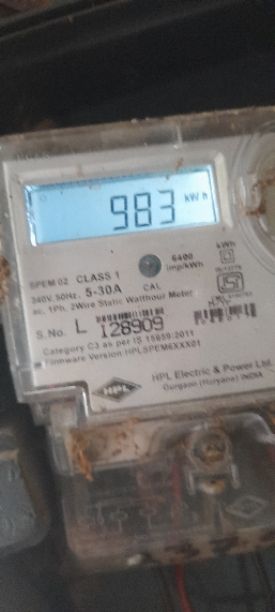 983 kWh
kWh
SPEM 02 CLASS 1
CAL
6400
imp/kWh
240V, 50Hz, 5-30A
ac, 1Ph, 2Wire Static Watthour Meter
S.No. L 128909
Category C3 as per IS 15959:2011
Firmware Version:HPLSPEM6XXX01
HPL
HPL Electric & Power Ltd.
Gurgaon (Haryana) INDIA